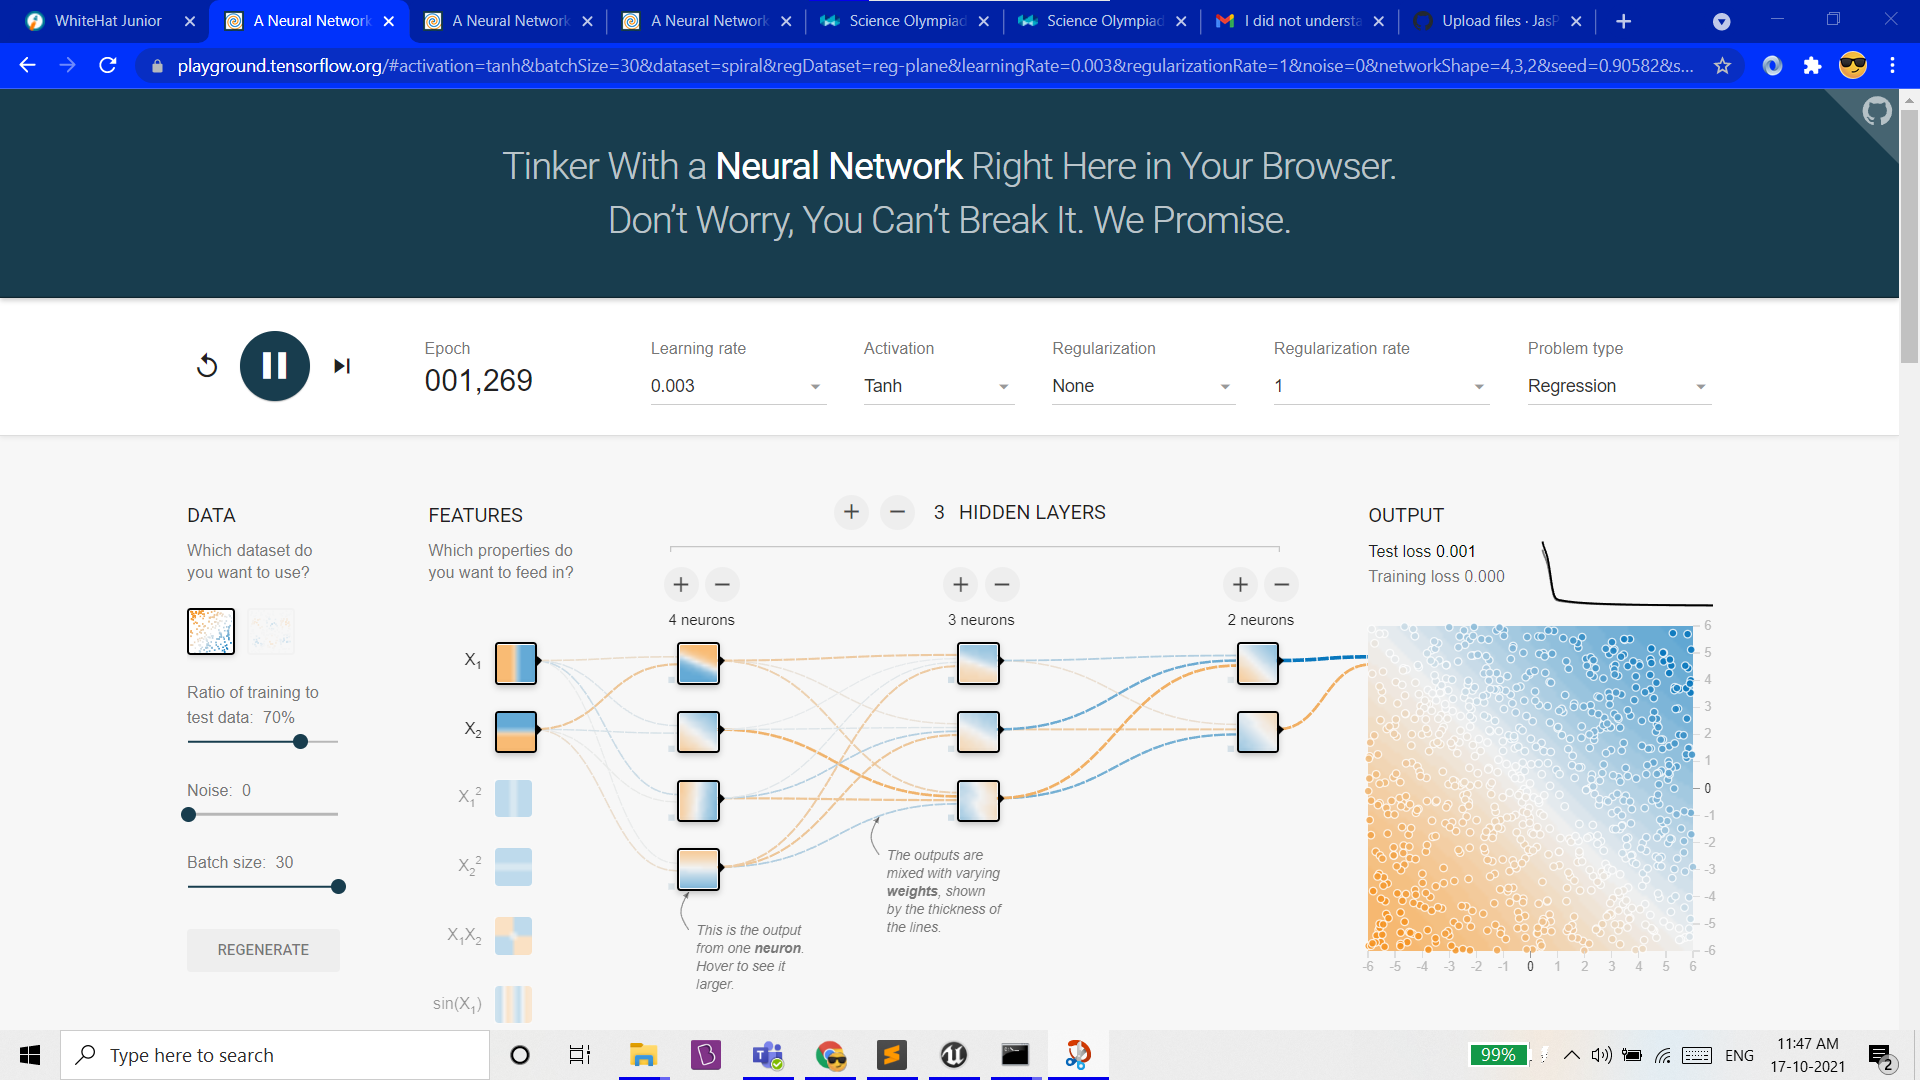 WhiteHat Junior
A Neural Network
A Neural Network
A Neural Network
Science Olympiad
Science Olympiad
I did not understa
Upload files · JasP
playground.tensorflow.org/#activation=tanh&batchSize=30&dataset=spiral&regDataset=reg-plane&learningRate=0.003&regularizationRate=1&noise=0&networkShape=4,3,2&seed=0.90582&s...
Tinker With a Neural Network Right Here in Your Browser.
Don't Worry, You Can't Break It. We Promise.
Epoch
001,269
Learning rate
0.003
Activation
Tanh
Regularization
None
Regularization rate
1
Problem type
Regression
DATA
Which dataset do
you want to use?
Ratio of training to
test data: 70%
Noise: 0
Batch size: 30
REGENERATE
FEATURES
Which properties do
you want to feed in?
X1
X2
X1²
X2²
X1X2
sin(X1)
+ − 3 HIDDEN LAYERS
+ −
4 neurons
+ −
3 neurons
+ −
2 neurons
The outputs are
mixed with varying
weights, shown
by the thickness of
the lines.
This is the output
from one neuron.
Hover to see it
larger.
OUTPUT
Test loss 0.001
Training loss 0.000
6
5
4
3
2
1
0
-1
-2
-3
-4
-5
-6
-6 -5 -4 -3 -2 -1 0 1 2 3 4 5 6
Type here to search
99%
ENG
11:47 AM
17-10-2021
2